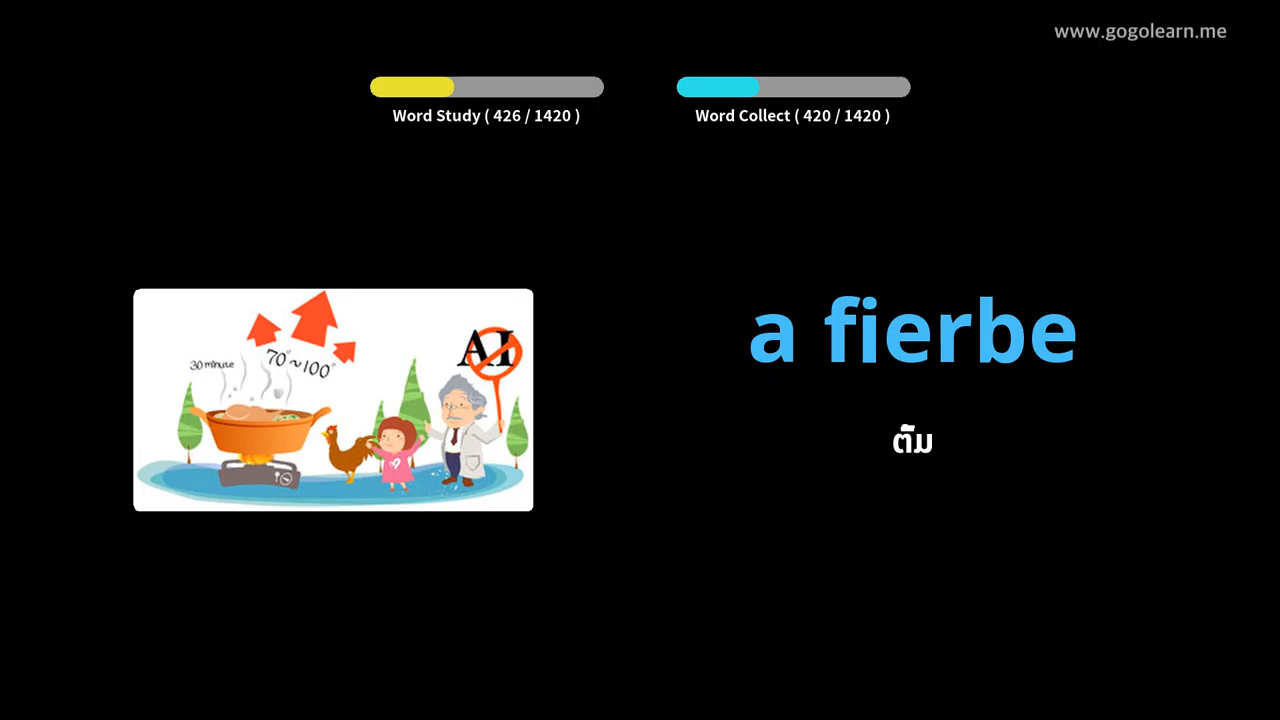 www.gogolearn.me
Word Study ( 426 / 1420 )
Word Collect ( 420 / 1420 )
30 minute
70°~100°
AI
a fierbe
ต้ม